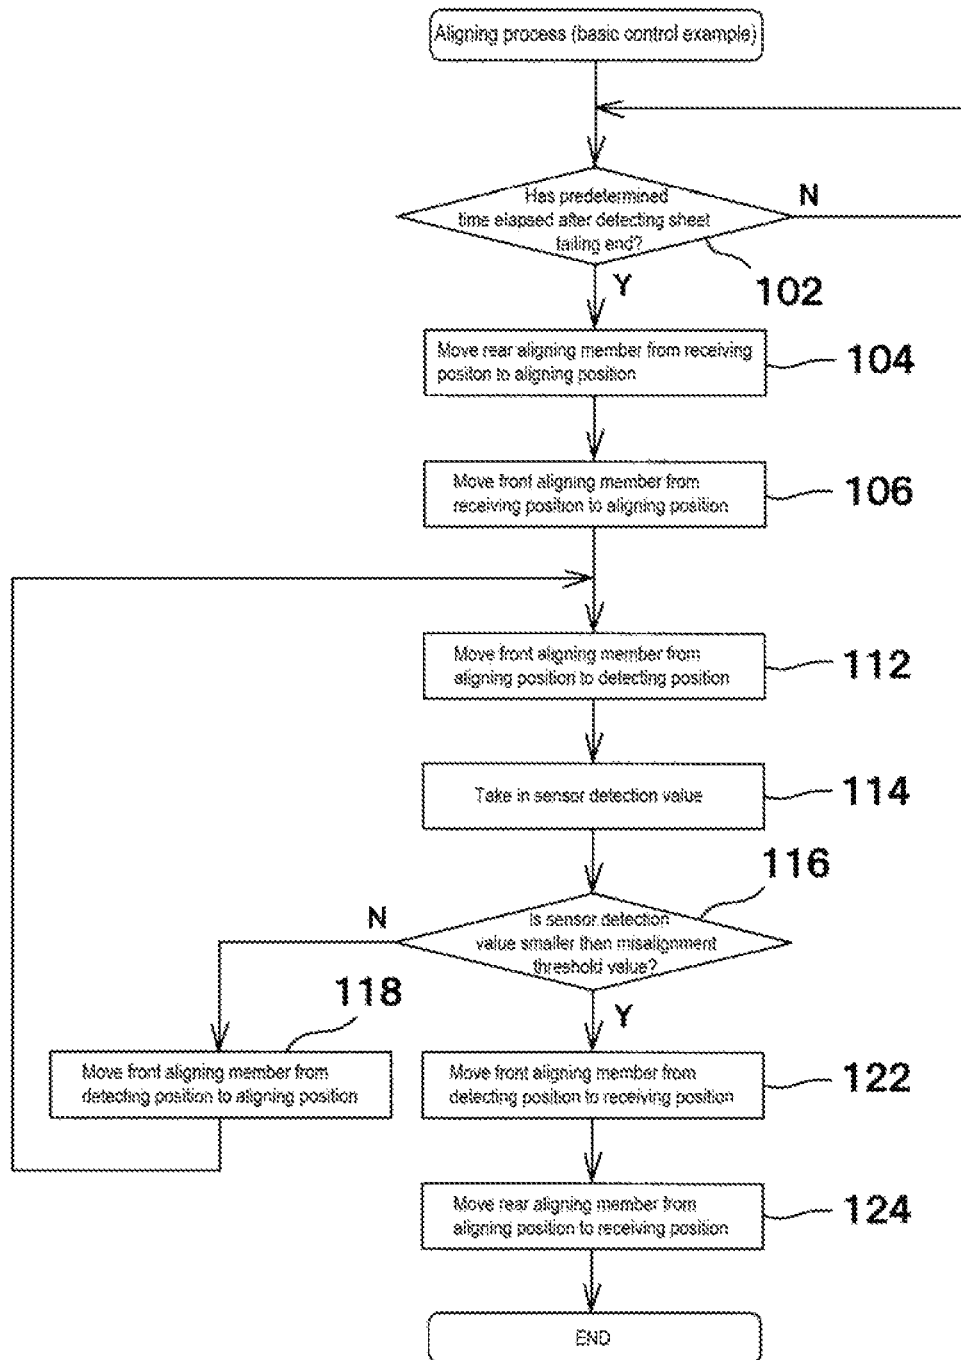 Aligning process (basic control example)
Has predetermined
time elapsed after detecting sheet
failing end?
N
Y
102
Move rear aligning member from receiving
positon to aligning position
104
Move front aligning member from
receiving position to aligning position
106
Move front aligning member from
aligning position to detecting position
112
Take in sensor detection value
114
116
Is sensor detection
value smaller than misalignment
threshold value?
N
Y
118
Move front aligning member from
detecting position to aligning position
Move front aligning member from
detecting position to receiving position
122
Move rear aligning member from
aligning position to receiving position
124
END